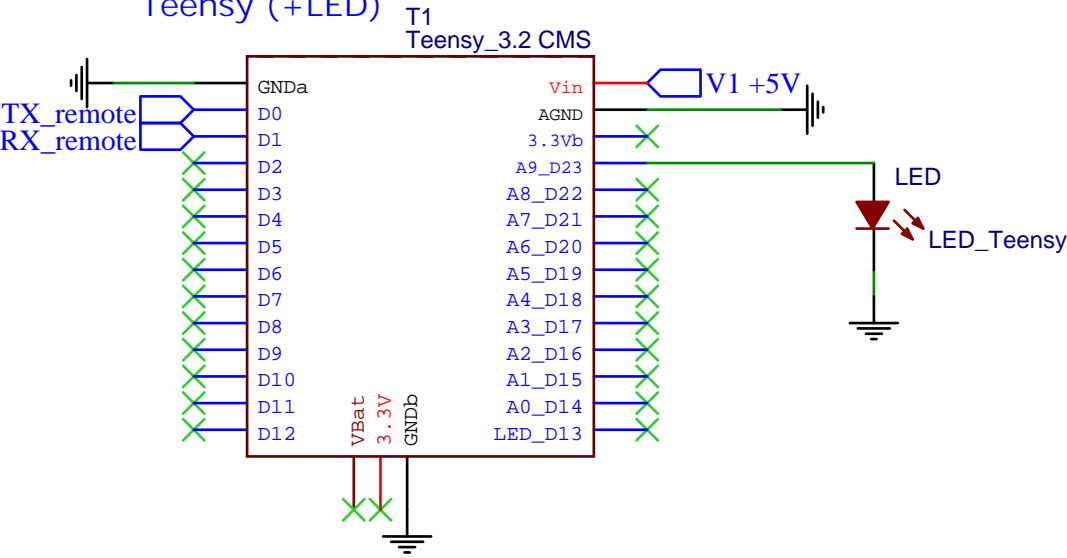 Teensy (+LED)
T1
Teensy_3.2 CMS
GNDa
Vin
V1 +5V
TX_remote
D0
AGND
RX_remote
D1
3.3Vb
D2
A9_D23
LED
D3
A8_D22
D4
A7_D21
LED_Teensy
D5
A6_D20
D6
A5_D19
D7
A4_D18
D8
A3_D17
D9
A2_D16
D10
A1_D15
D11
A0_D14
D12
LED_D13
VBat
3.3V
GNDb